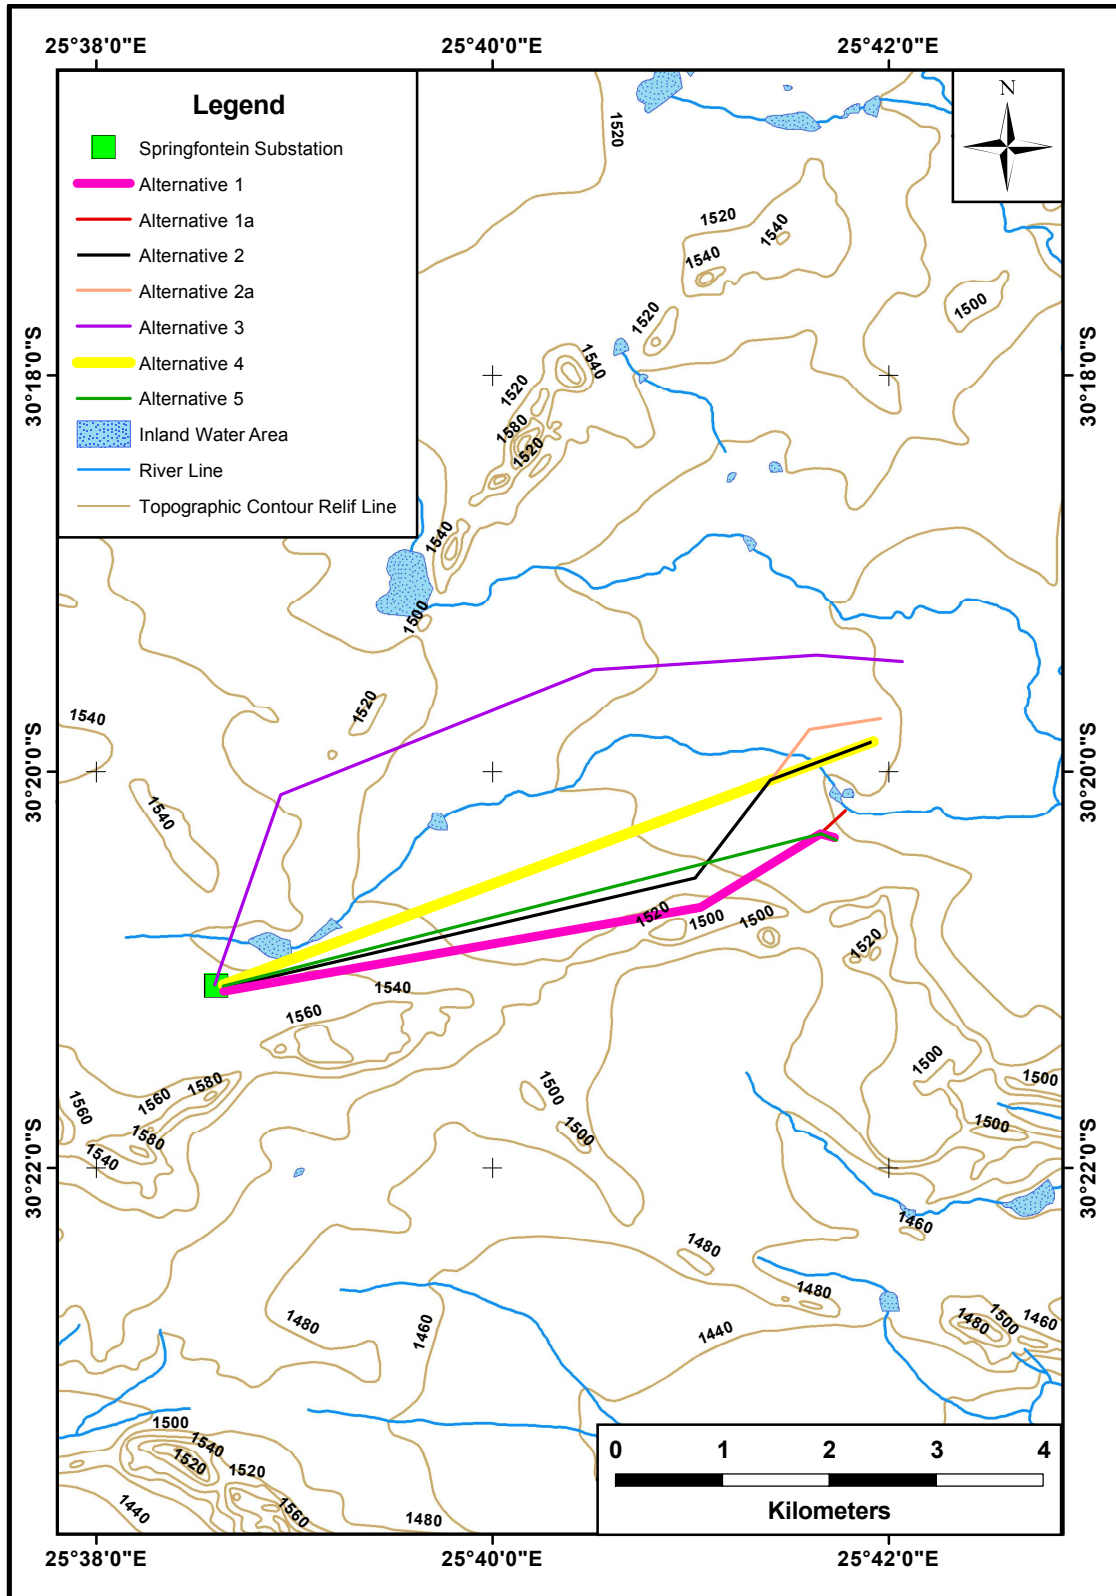 25°38'0"E
25°40'0"E
25°42'0"E
Legend
Springfontein Substation
Alternative 1
Alternative 1a
Alternative 2
Alternative 2a
Alternative 3
Alternative 4
Alternative 5
Inland Water Area
River Line
Topographic Contour Relif Line
N
1520
1520
1540
1540
1500
1520
1540
1520
1580
1520
1540
1500
30°18'0"S
30°18'0"S
1520
1540
1540
30°20'0"S
30°20'0"S
1520
1500
1500
1520
1540
1560
1500
1500
1580
1560
1560
1580
1540
1500
1500
1500
30°22'0"S
30°22'0"S
1460
1480
1480
1480
1460
1440
1500
1480
1460
1500
1540
1520
1520
1560
1440
1480
0
1
2
3
4
Kilometers
25°38'0"E
25°40'0"E
25°42'0"E